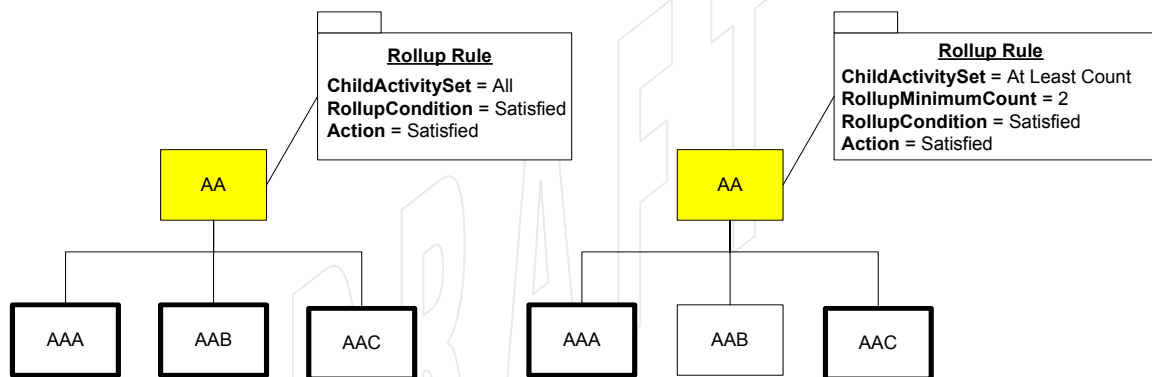 Rollup Rule
ChildActivitySet = All
RollupCondition = Satisfied
Action = Satisfied
AA
AAA
AAB
AAC
Rollup Rule
ChildActivitySet = At Least Count
RollupMinimumCount = 2
RollupCondition = Satisfied
Action = Satisfied
AA
AAA
AAB
AAC
DRAFT